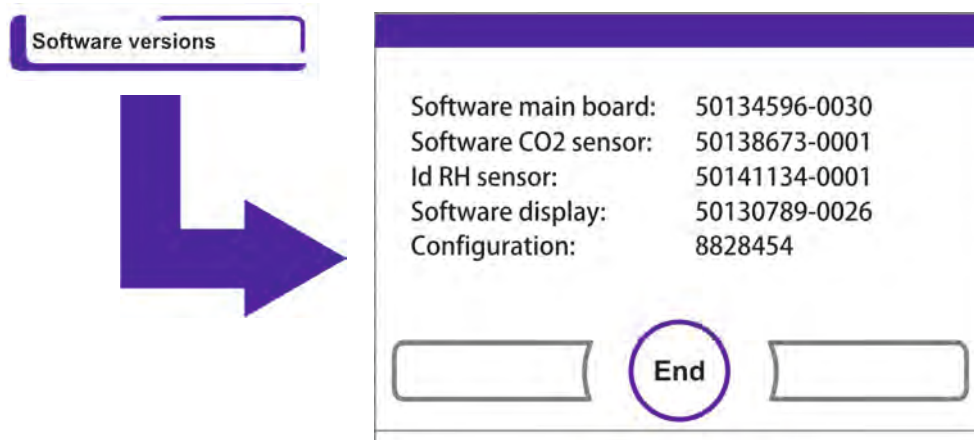 Software versions
Software main board: 50134596-0030
Software CO2 sensor: 50138673-0001
Id RH sensor: 50141134-0001
Software display: 50130789-0026
Configuration: 8828454
End